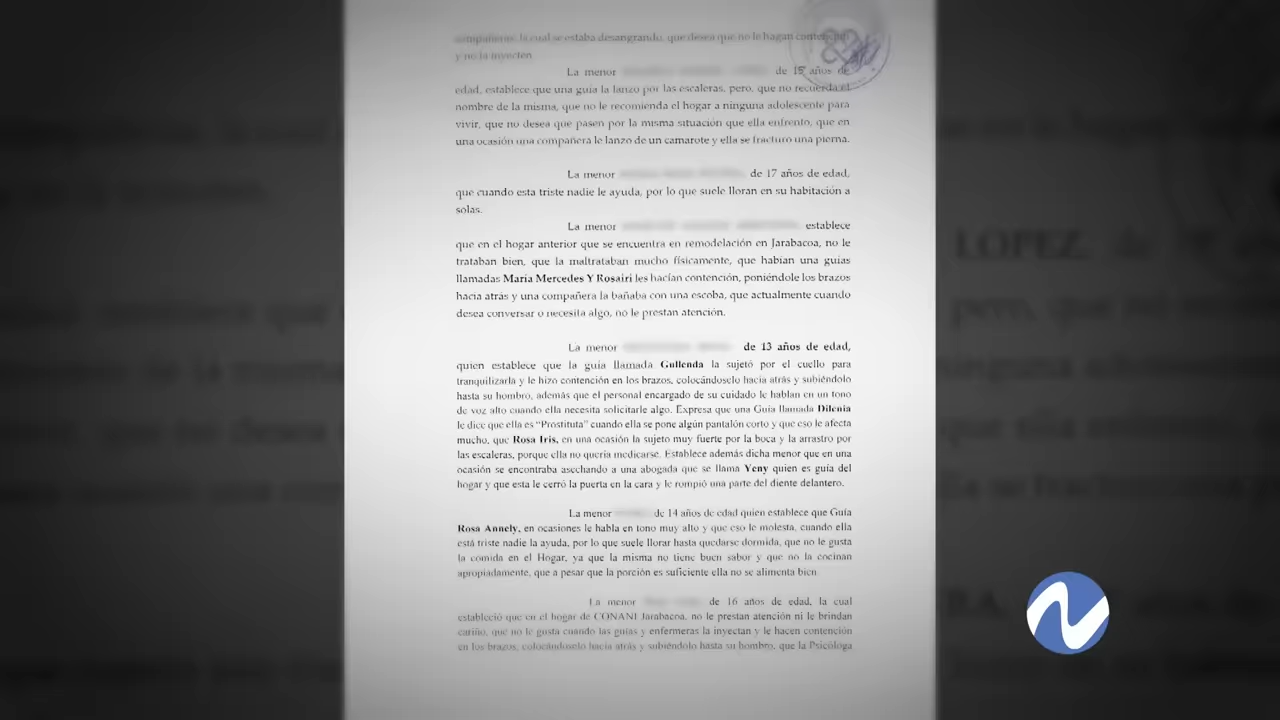 compañeras, la cual se estaba desangrando, que desea que no le hagan contención
y no la inyecten.
La menor de 15 años de
edad, establece que una guía la lanzo por las escaleras, pero, que no recuerda el
nombre de la misma, que no le recomienda el hogar a ninguna adolescente para
vivir, que no desea que pasen por la misma situación que ella enfrento, que en
una ocasión una compañera le lanzo de un camarote y ella se fracturo una pierna.
La menor , de 17 años de edad,
que cuando esta triste nadie le ayuda, por lo que suele lloran en su habitación a
solas.
La menor establece
que en el hogar anterior que se encuentra en remodelación en Jarabacoa, no le
trataban bien, que la maltrataban mucho físicamente, que habían una guías
llamadas María Mercedes Y Rosairi les hacían contención, poniéndole los brazos
hacia atrás y una compañera la bañaba con una escoba, que actualmente cuando
desea conversar o necesita algo, no le prestan atención.
La menor de 13 años de edad,
quien establece que la guía llamada Gullenda la sujetó por el cuello para
tranquilizarla y le hizo contención en los brazos, colocándoselo hacia atrás y subiéndolo
hasta su hombro, además que el personal encargado de su cuidado le hablan en un tono
de voz alto cuando ella necesita solicitarle algo. Expresa que una Guía llamada Dilenia
le dice que ella es “Prostituta” cuando ella se pone algún pantalón corto y que eso le afecta
mucho, que Rosa Iris, en una ocasión la sujeto muy fuerte por la boca y la arrastro por
las escaleras, porque ella no quería medicarse. Establece además dicha menor que en una
ocasión se encontraba asechando a una abogada que se llama Yeny quien es guía del
hogar y que esta le cerró la puerta en la cara y le rompió una parte del diente delantero.
La menor de 14 años de edad quien establece que Guía
Rosa Annely, en ocasiones le habla en tono muy alto y que eso le molesta, cuando ella
está triste nadie la ayuda, por lo que suele llorar hasta quedarse dormida, que no le gusta
la comida en el Hogar, ya que la misma no tiene buen sabor y que no la cocinan
apropiadamente, que a pesar que la porción es suficiente ella no se alimenta bien.
La menor de 16 años de edad, la cual
estableció que en el hogar de CONANI Jarabacoa, no le prestan atención ni le brindan
cariño, que no le gusta cuando las guías y enfermeras la inyectan y le hacen contención
en los brazos, colocándoselo hacia atrás y subiéndolo hasta su hombro, que la Psicóloga
LOPEZ, de
pero, que no